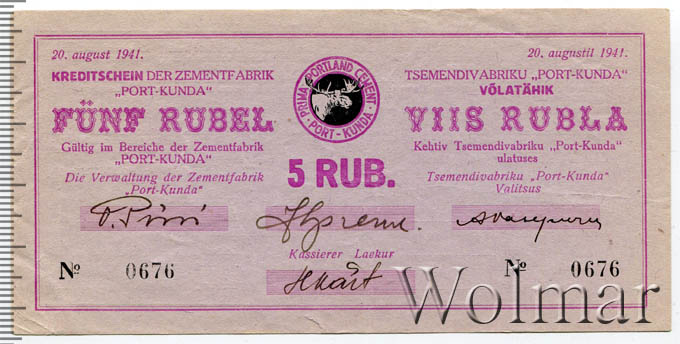 20. august 1941.
KREDITSCHEIN DER ZEMENTFABRIK
„PORT-KUNDA"
FÜNF RUBEL
Gültig im Bereiche der Zementfabrik
„PORT-KUNDA"
Die Verwaltung der Zementfabrik
„Port-Kunda"
№ 0676
PRIMA PORTLAND CEMENT
· PORT-KUNDA ·
5 RUB.
Kassierer Laekur
20. augustil 1941.
TSEMENDIVABRIKU „PORT-KUNDA"
VÕLATÄHIK
VIIS RUBLA
Kehtiv Tsemendivabriku „Port-Kunda"
ulatuses
Tsemendivabriku „Port-Kunda"
Valitsus
№ 0676
Wolmar